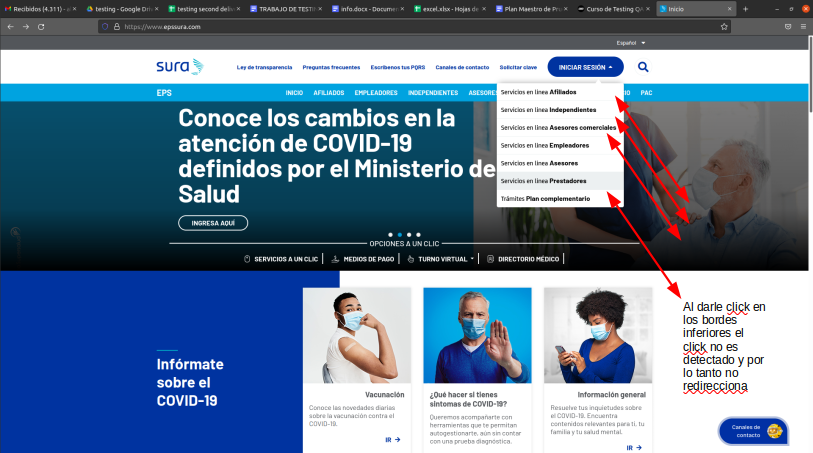 Recibidos (4.311) - a
testing - Google Driv
testing second deliv
TRABAJO DE TESTI
info.docx - Documen
excel.xlsx - Hojas de
Plan Maestro de Pru
Curso de Testing QA
Inicio
https://www.epssura.com
Español
sura
Ley de transparencia
Preguntas frecuentes
Escríbenos tus PQRS
Canales de contacto
Solicitar clave
INICIAR SESIÓN
EPS
INICIO
AFILIADOS
EMPLEADORES
INDEPENDIENTES
ASESORES
PAC
Servicios en línea Afiliados
Servicios en línea Independientes
Servicios en línea Asesores comerciales
Servicios en línea Empleadores
Servicios en línea Asesores
Servicios en línea Prestadores
Trámites Plan complementario
Conoce los cambios en la
atención de COVID-19
definidos por el Ministerio de
Salud
INGRESA AQUÍ
OPCIONES A UN CLIC
SERVICIOS A UN CLIC
MEDIOS DE PAGO
TURNO VIRTUAL
DIRECTORIO MÉDICO
Al darle click en
los bordes
inferiores el
click no es
detectado y por
lo tanto no
redirecciona
Infórmate
sobre el
COVID-19
Vacunación
Conoce las novedades diarias
sobre la vacunación contra el
COVID-19.
IR →
¿Qué hacer si tienes
síntomas de COVID-19?
Queremos acompañarte con
herramientas que te permitan
autogestionarte, aún sin contar
con una prueba diagnóstica.
Información general
Resuelve tus inquietudes sobre
el COVID-19. Encuentra
contenidos relevantes para ti, tu
familia y tu salud mental.
IR →
Canales de
contacto